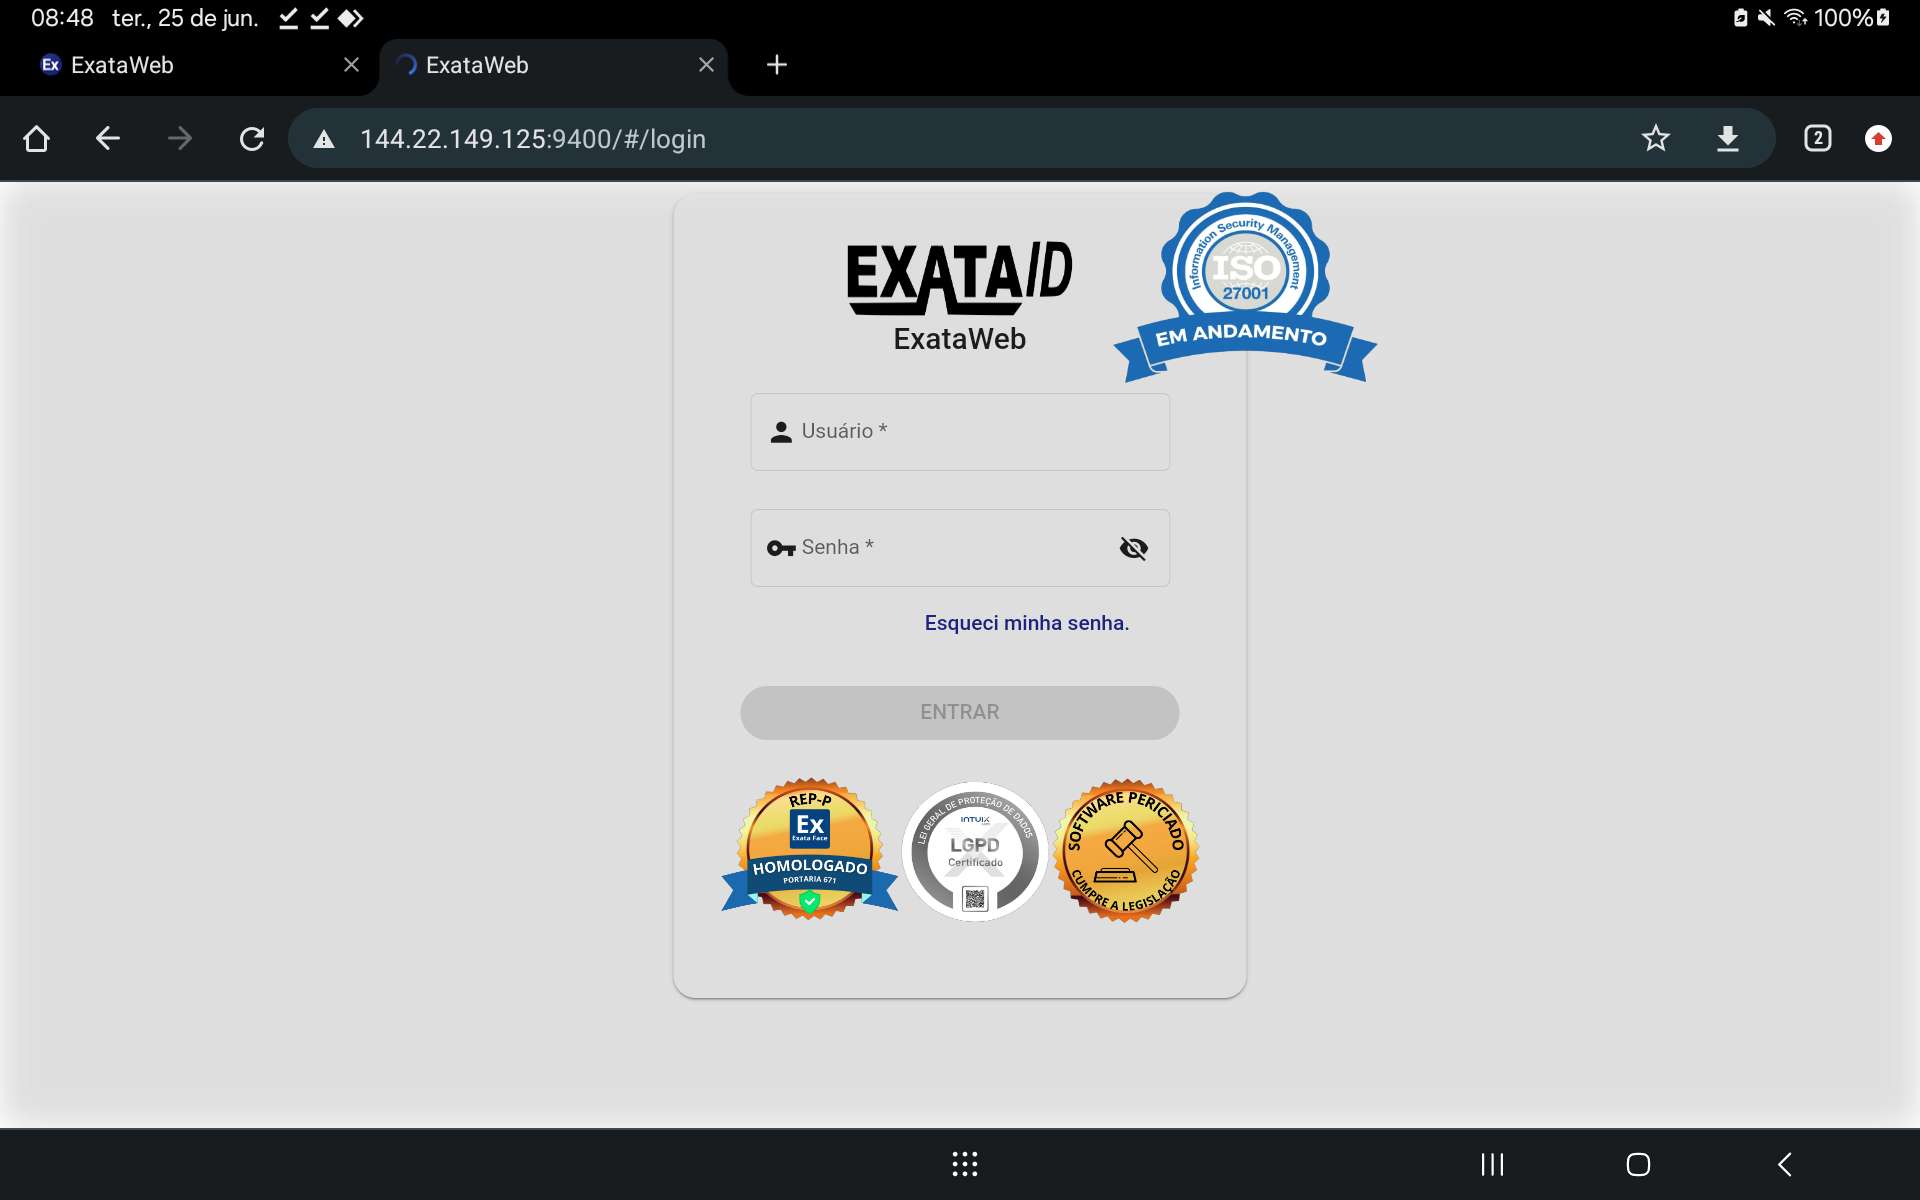 08:48 ter., 25 de jun. 100%
Ex ExataWeb
ExataWeb
144.22.149.125:9400/#/login 2
Information Security Management
ISO
27001
EM ANDAMENTO
EXATAID
ExataWeb
Usuário *
Senha *
Esqueci minha senha.
ENTRAR
REP-P
Ex
Exata Face
HOMOLOGADO
PORTARIA 671
LEI GERAL DE PROTEÇÃO DE DADOS
INTUIX
LGPD
Certificado
SOFTWARE PERICIADO
CUMPRE A LEGISLAÇÃO